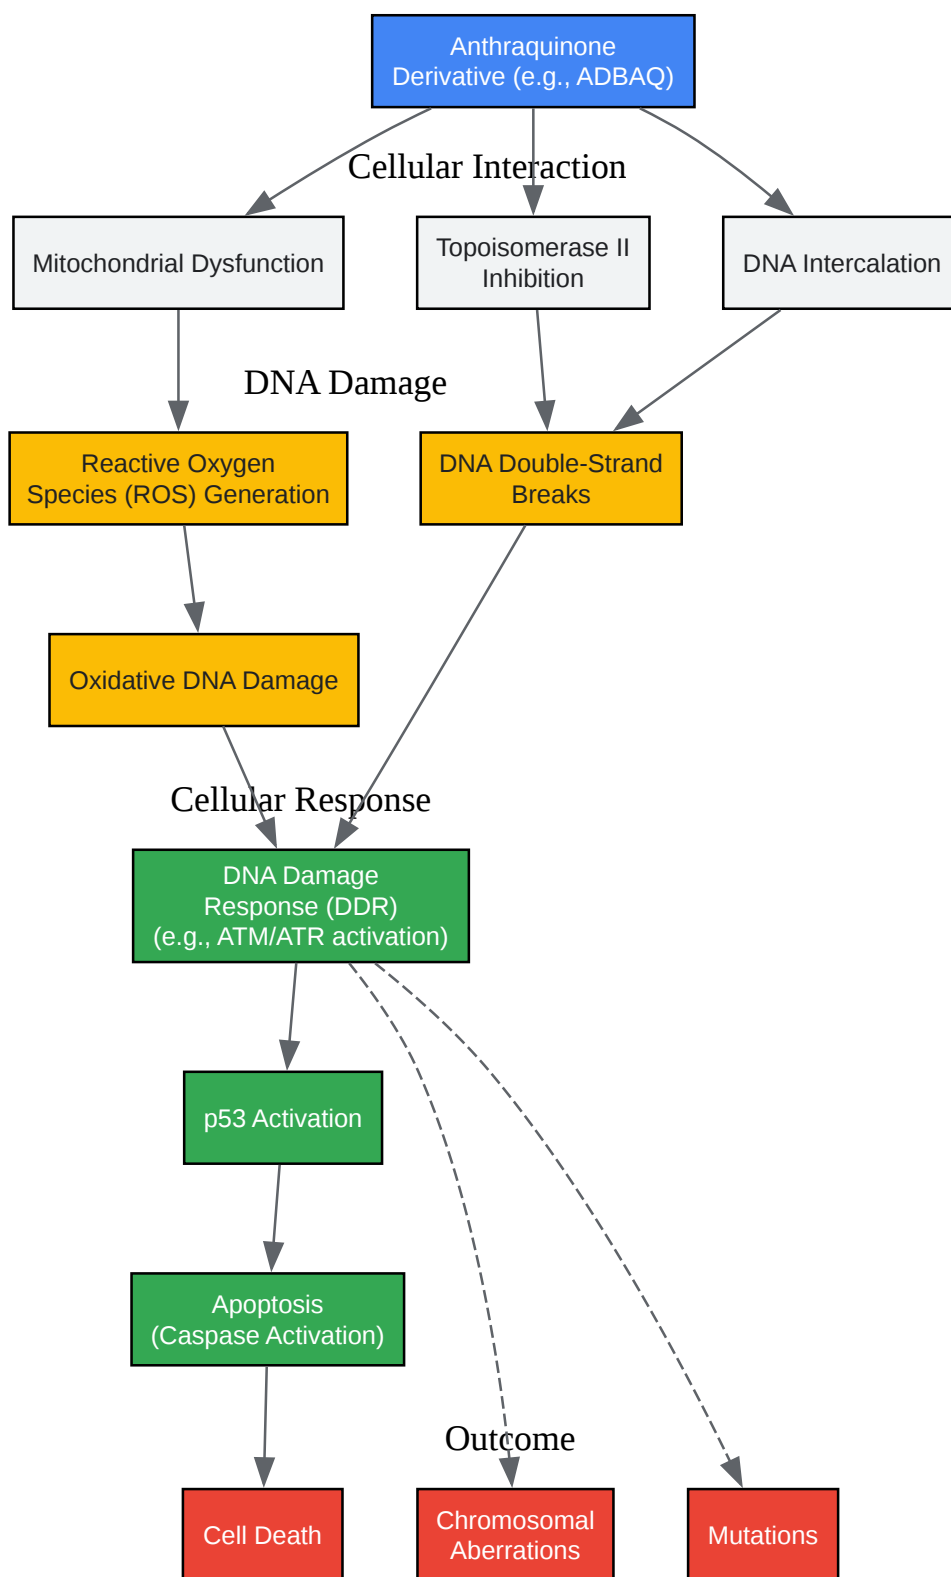 Anthraquinone
Derivative (e.g., ADBAQ)
Cellular Interaction
Mitochondrial Dysfunction
Topoisomerase II
Inhibition
DNA Intercalation
DNA Damage
Reactive Oxygen
Species (ROS) Generation
DNA Double-Strand
Breaks
Oxidative DNA Damage
Cellular Response
DNA Damage
Response (DDR)
(e.g., ATM/ATR activation)
p53 Activation
Apoptosis
(Caspase Activation)
Outcome
Cell Death
Chromosomal
Aberrations
Mutations